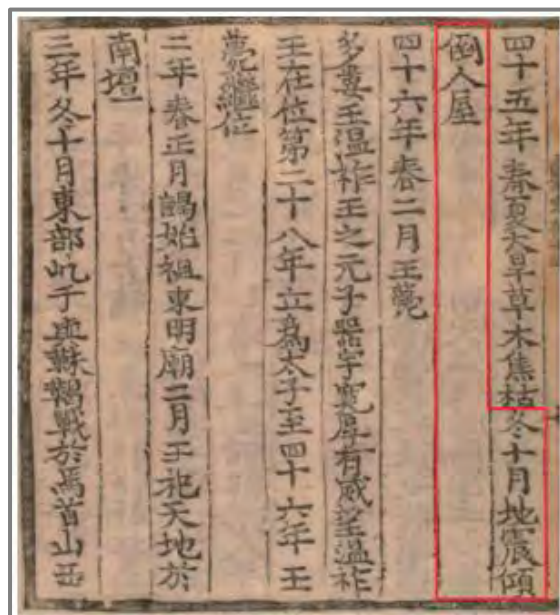 四十五年春夏大旱草木焦枯冬十月地震傾
倒人屋
四十六年春二月王薨
多婁王溫祚王之元子器宇寬厚有威望溫祚
王在位第二十八年立爲太子至四十六年王
薨繼位
二年春正月謁始祖東明廟二月王祀天地於
南壇
三年冬十月東部屹于與靺鞨戰於馬首山西